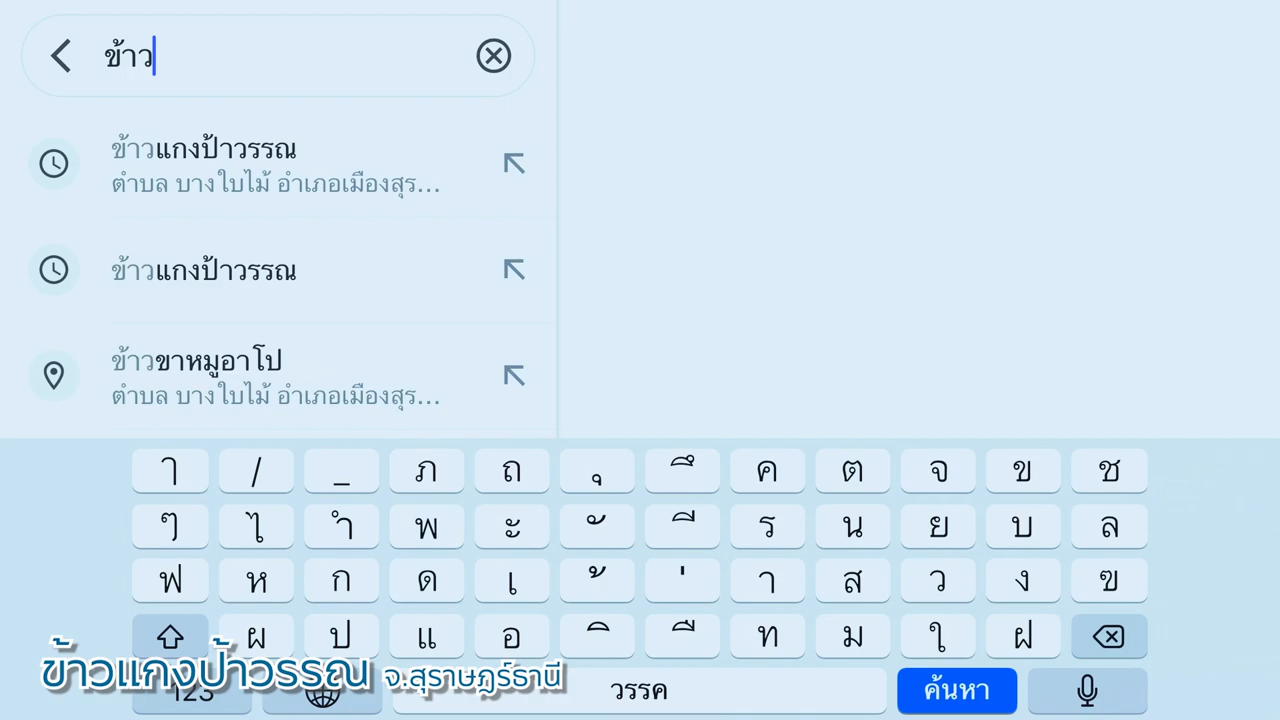 ข้าว
ข้าวแกงป้าวรรณ
ตำบล บางใบไม้ อำเภอเมืองสุร...
ข้าวแกงป้าวรรณ
ข้าวขาหมูอาโป
ตำบล บางใบไม้ อำเภอเมืองสุร...
ๅ / _ ภ ถ ุ ึ ค ต จ ข ช
ๆ ไ ำ พ ะ ั ี ร น ย บ ล
ฟ ห ก ด เ ้ ่ า ส ว ง ฃ
ผ ป แ อ ิ ื ท ม ใ ฝ
ข้าวแกงป้าวรรณ จ.สุราษฎร์ธานี
123 วรรค ค้นหา